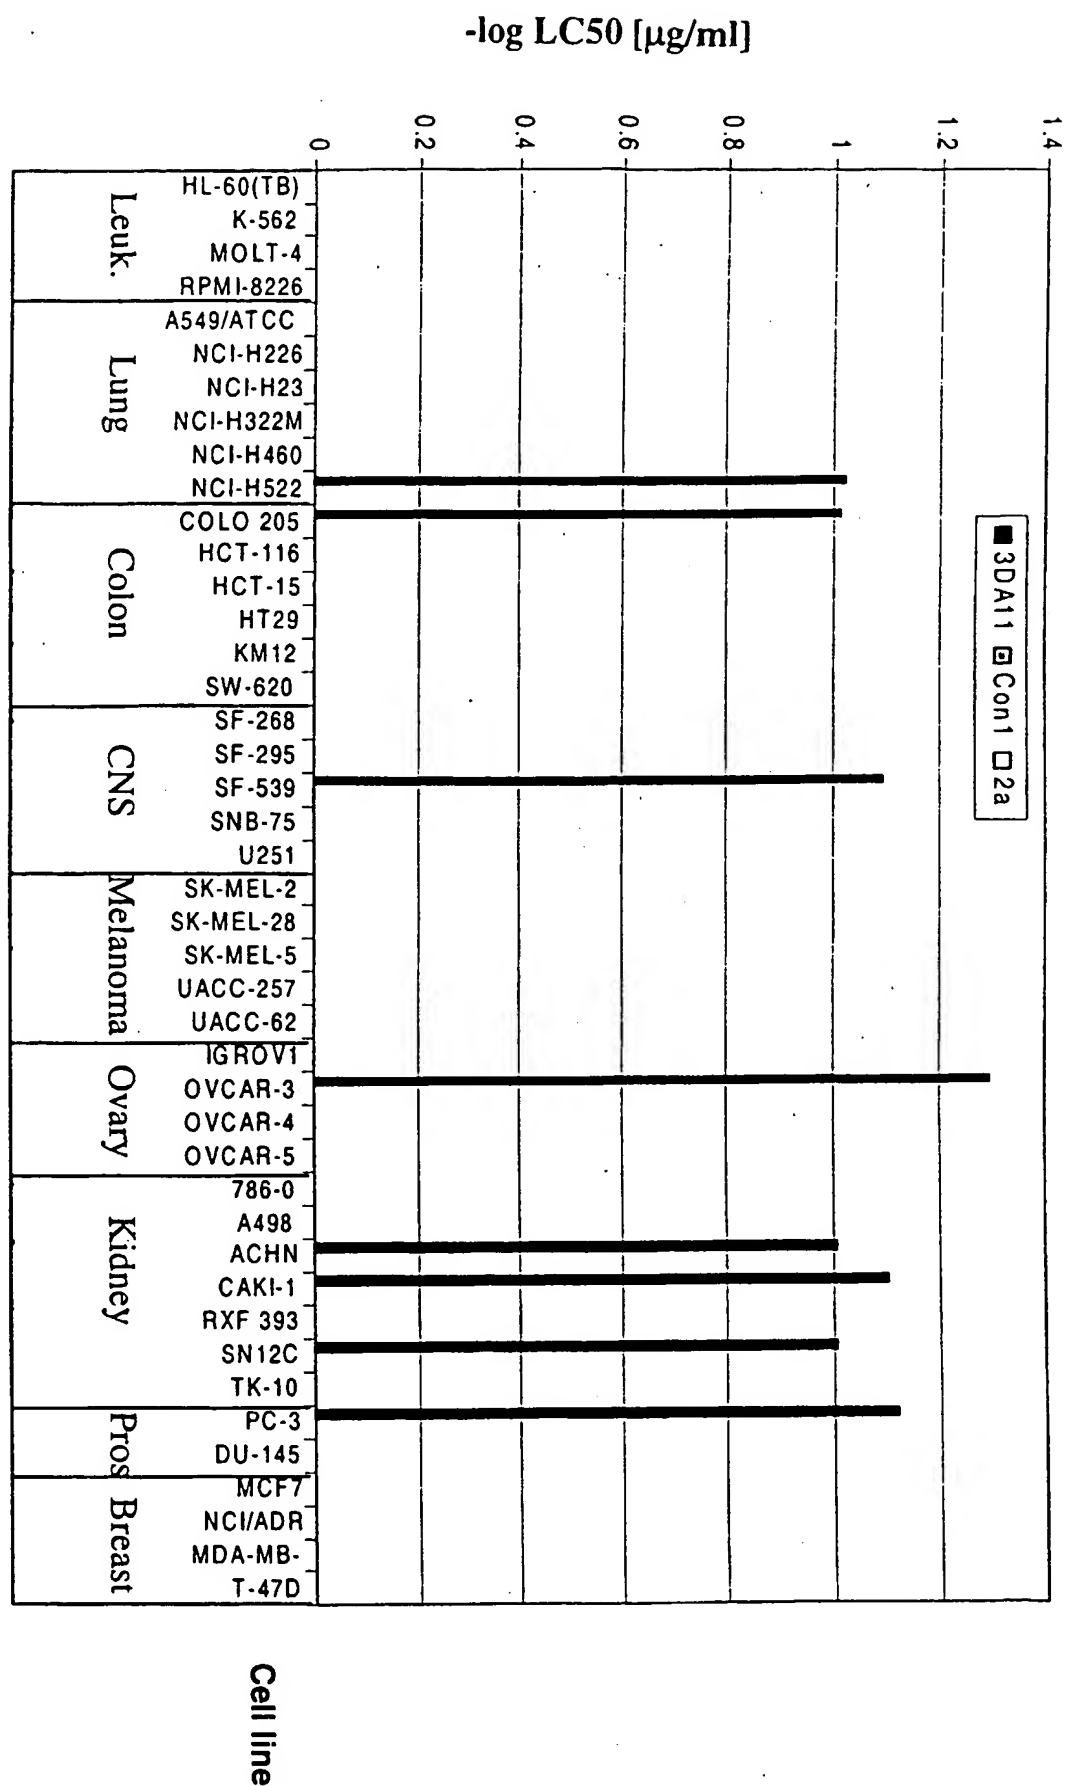 -log LC50 [µg/ml]
0
0.2
0.4
0.6
0.8
1
1.2
1.4
3DA11 Con1 2a
HL-60(TB)
K-562
MOLT-4
RPMI-8226
A549/ATCC
NCI-H226
NCI-H23
NCI-H322M
NCI-H460
NCI-H522
COLO 205
HCT-116
HCT-15
HT29
KM12
SW-620
SF-268
SF-295
SF-539
SNB-75
U251
SK-MEL-2
SK-MEL-28
SK-MEL-5
UACC-257
UACC-62
IGROV1
OVCAR-3
OVCAR-4
OVCAR-5
786-0
A498
ACHN
CAKI-1
RXF 393
SN12C
TK-10
PC-3
DU-145
MCF7
NCI/ADR
MDA-MB-
T-47D
Leuk.
Lung
Colon
CNS
Melanoma
Ovary
Kidney
Pros
Breast
Cell line